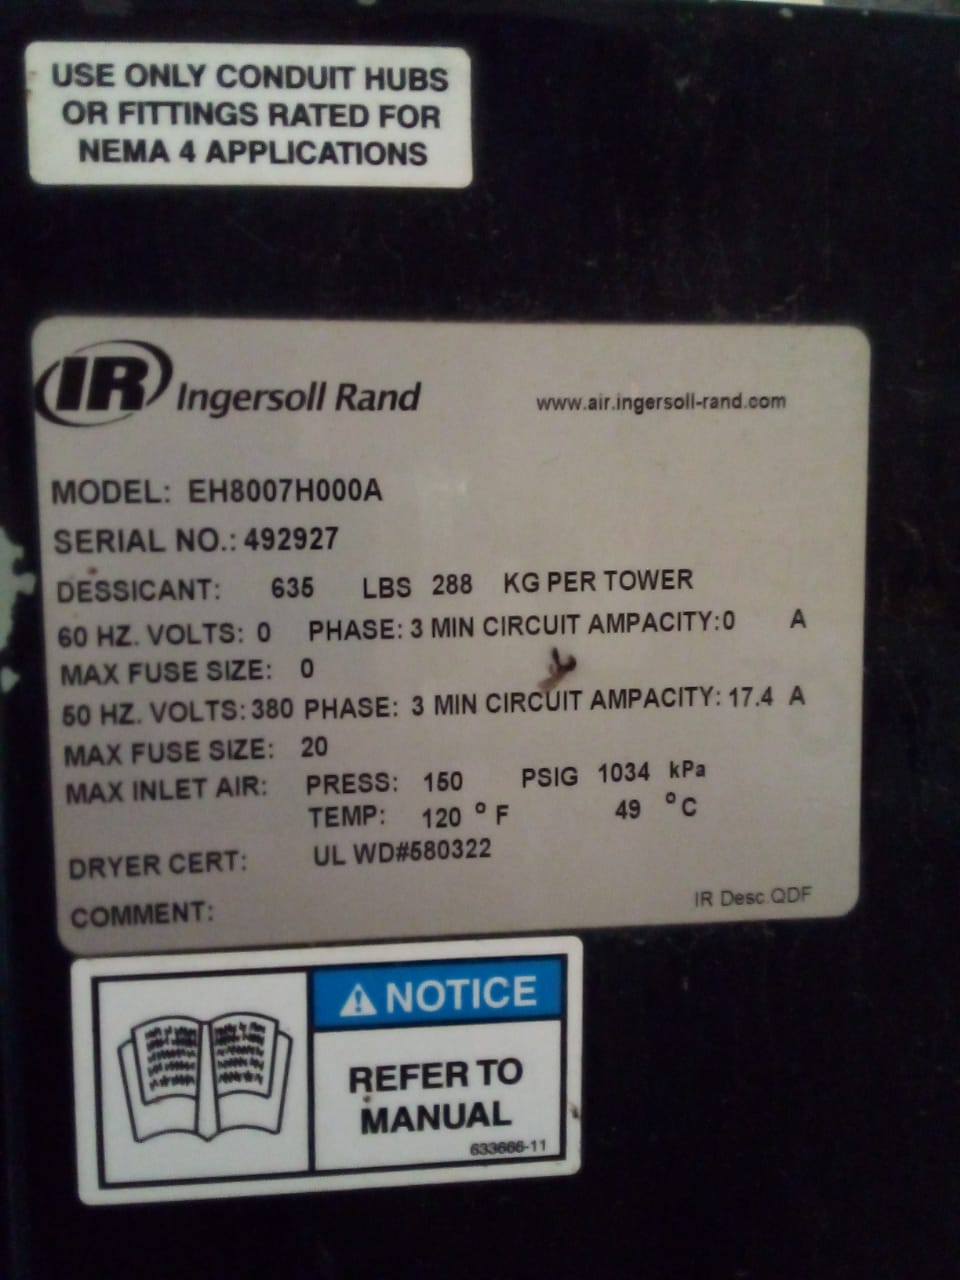 USE ONLY CONDUIT HUBS
OR FITTINGS RATED FOR
NEMA 4 APPLICATIONS
IR Ingersoll Rand www.air.ingersoll-rand.com
MODEL: EH8007H000A
SERIAL NO.: 492927
DESSICANT: 635 LBS 288 KG PER TOWER
60 HZ. VOLTS: 0 PHASE: 3 MIN CIRCUIT AMPACITY:0 A
MAX FUSE SIZE: 0
50 HZ. VOLTS: 380 PHASE: 3 MIN CIRCUIT AMPACITY: 17.4 A
MAX FUSE SIZE: 20
MAX INLET AIR: PRESS: 150 PSIG 1034 kPa
TEMP: 120 °F 49 °C
DRYER CERT: UL WD#580322
COMMENT:
IR Desc.QDF
NOTICE
REFER TO
MANUAL
633666-11